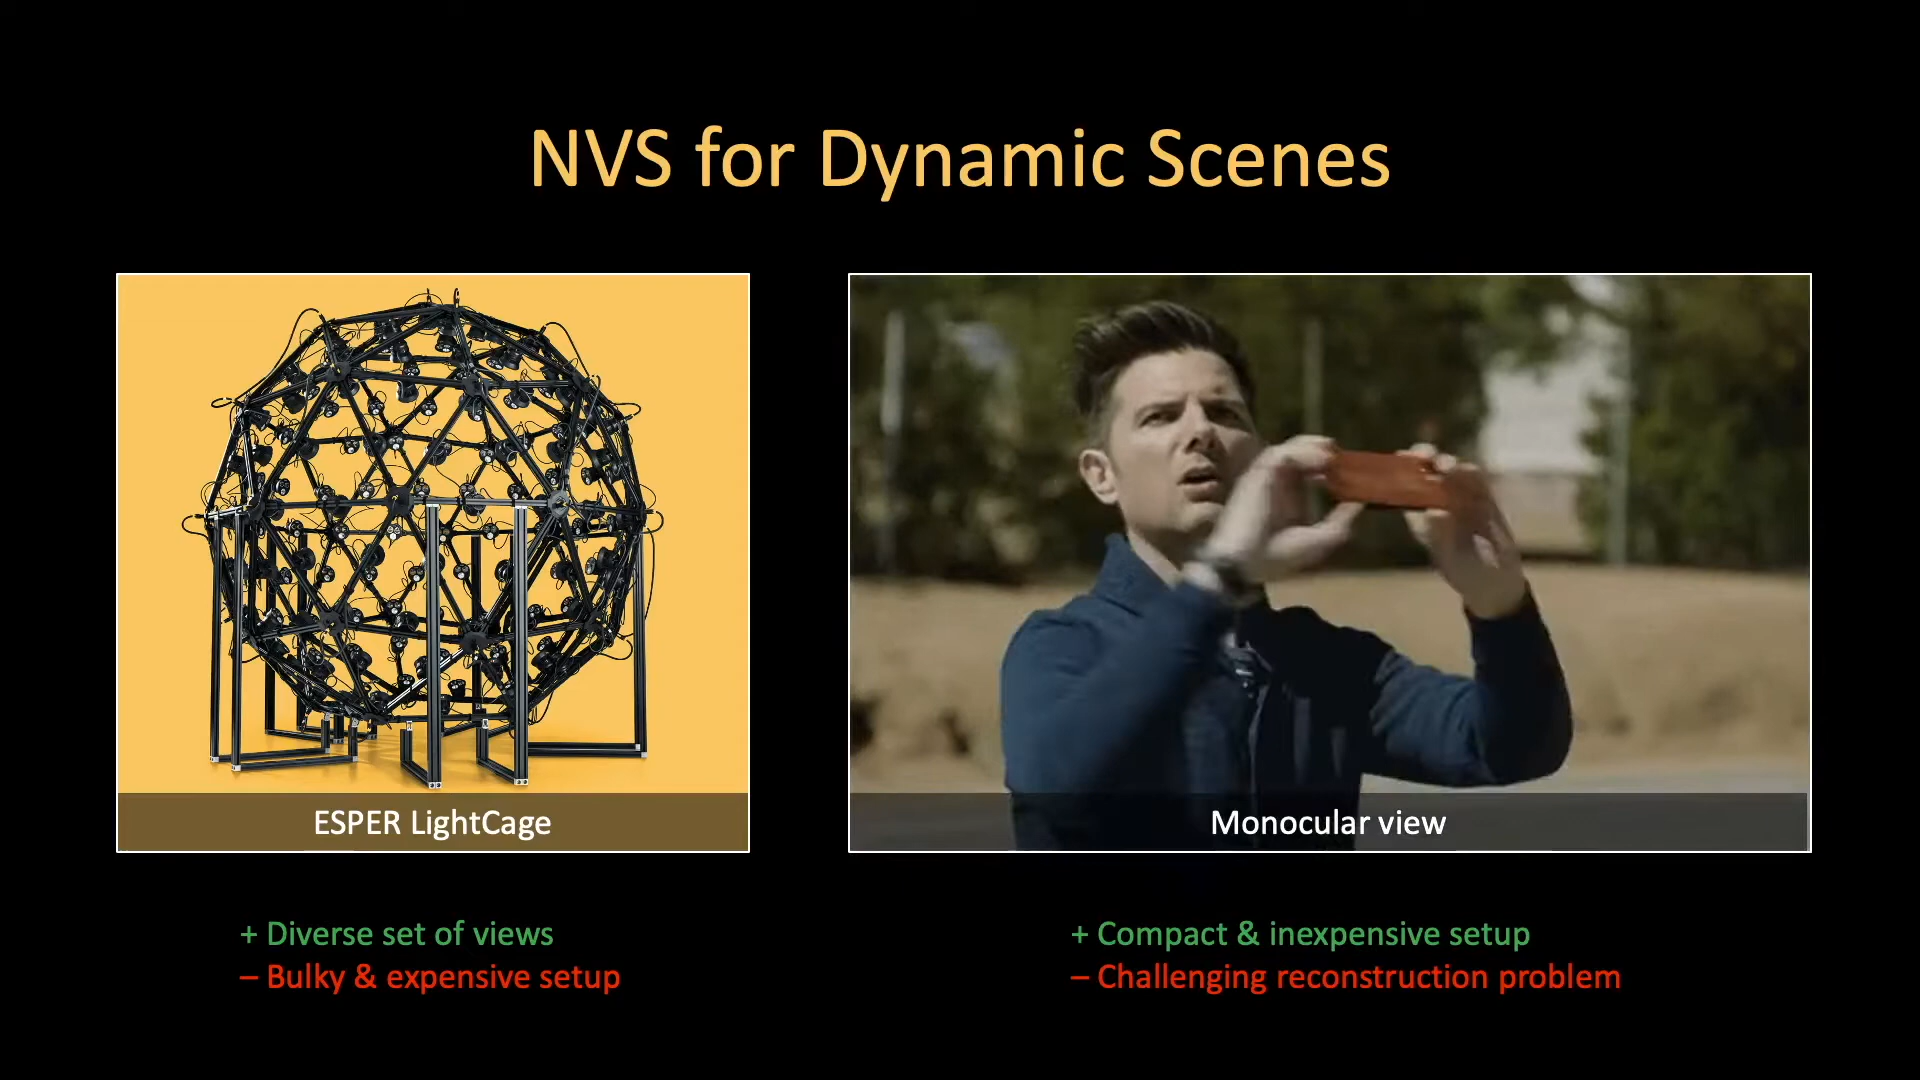 NVS for Dynamic Scenes
ESPER LightCage
Monocular view
+ Diverse set of views
– Bulky & expensive setup
+ Compact & inexpensive setup
– Challenging reconstruction problem